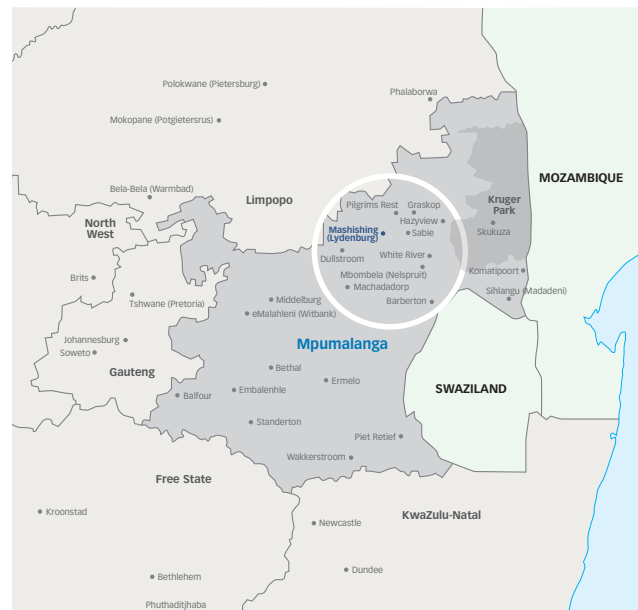 Polokwane (Pietersburg)
Phalaborwa
Mokopane (Potgietersrus)
MOZAMBIQUE
Bela-Bela (Warmbad)
Limpopo
Kruger
Park
Pilgrims Rest
Graskop
Hazyview
North
West
Mashishing
(Lydenburg)
Sabie
Skukuza
Dullstroom
White River
Mbombela (Nelspruit)
Komatipoort
Brits
Machadadorp
Sihlangu (Madadeni)
Tshwane (Pretoria)
Middelburg
Barberton
eMalahleni (Witbank)
Johannesburg
Mpumalanga
Soweto
Gauteng
Bethal
Ermelo
SWAZILAND
Embalenhle
Balfour
Standerton
Piet Retief
Wakkerstroom
Free State
Kroonstad
KwaZulu-Natal
Newcastle
Dundee
Bethlehem
Phuthaditjhaba